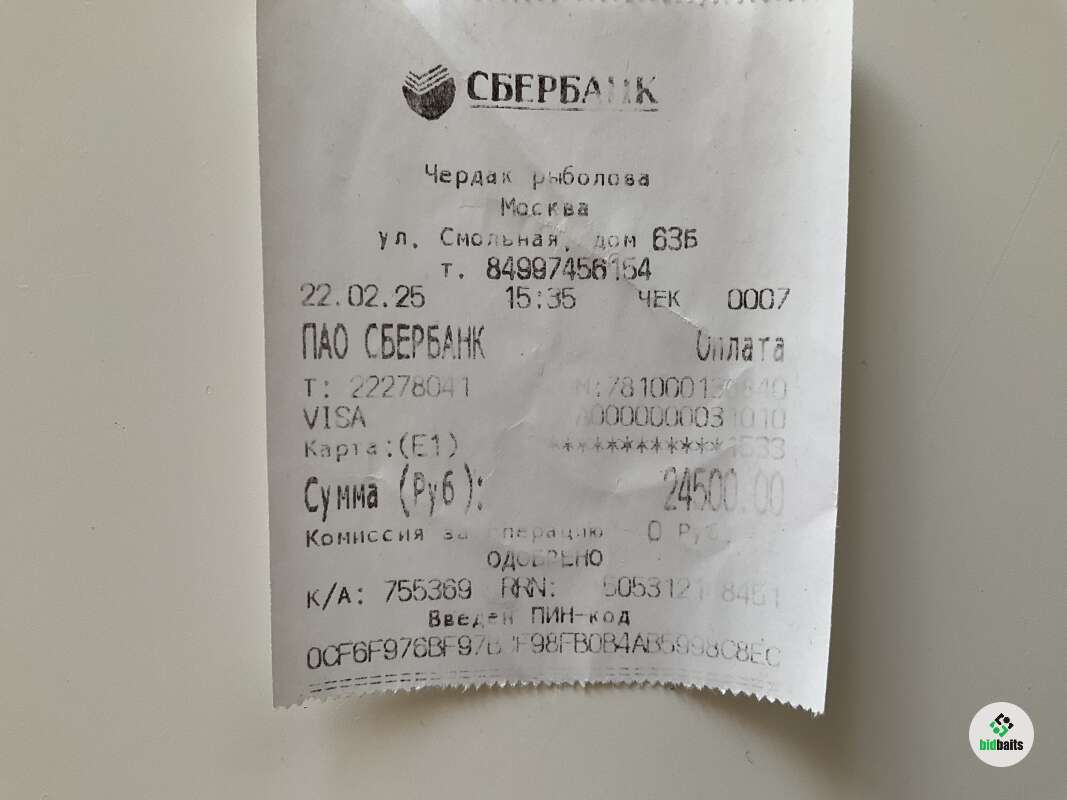 СБЕРБАНК
Чердак рыболова
Москва
ул. Смольная, дом 63Б
т. 84997456154
22.02.25 15:35 ЧЕК 0007
ПАО СБЕРБАНК Оплата
Т: 22278041
VISA A0000000031010
Карта:(E1) ************1533
Сумма (Руб): 24500.00
Комиссия за операцию - 0 Руб.
ОДОБРЕНО
К/А: 755369 RRN:
Введен ПИН-код
bidbaits